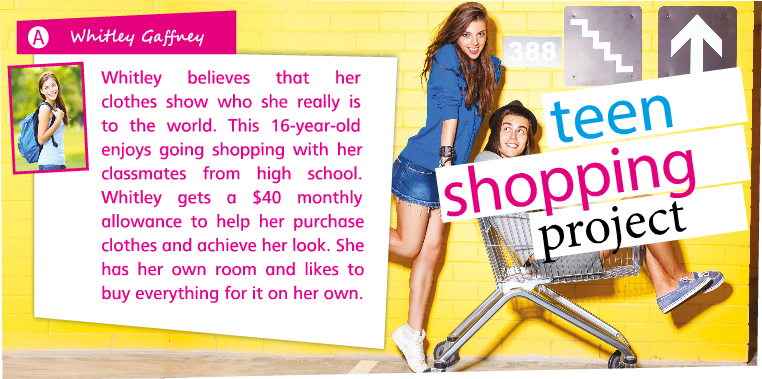 A Whitley Gaffney
Whitley believes that her
clothes show who she really is
to the world. This 16-year-old
enjoys going shopping with her
classmates from high school.
Whitley gets a $40 monthly
allowance to help her purchase
clothes and achieve her look. She
has her own room and likes to
buy everything for it on her own.
388
teen
shopping
project